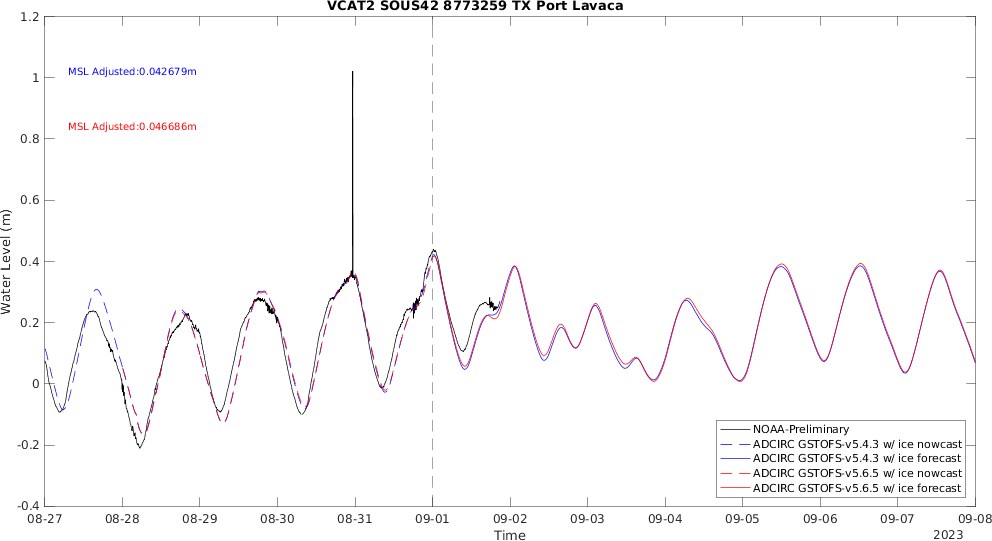 VCAT2 SOUS42 8773259 TX Port Lavaca
1.2
1
0.8
0.6
0.4
0.2
0
-0.2
-0.4
Water Level (m)
MSL Adjusted:0.042679m
MSL Adjusted:0.046686m
NOAA-Preliminary
ADCIRC GSTOFS-v5.4.3 w/ ice nowcast
ADCIRC GSTOFS-v5.4.3 w/ ice forecast
ADCIRC GSTOFS-v5.6.5 w/ ice nowcast
ADCIRC GSTOFS-v5.6.5 w/ ice forecast
08-27 08-28 08-29 08-30 08-31 09-01 09-02 09-03 09-04 09-05 09-06 09-07 09-08
Time
2023